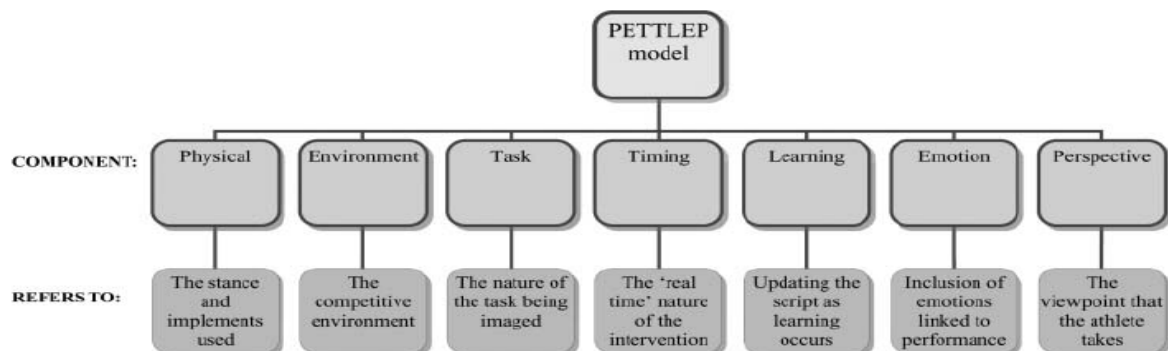 PETTLEP
model
COMPONENT:
Physical
Environment
Task
Timing
Learning
Emotion
Perspective
REFERS TO:
The stance
and
implements
used
The
competitive
environment
The nature of
the task being
imaged
The ‘real
time’ nature
of the
intervention
Updating the
script as
learning
occurs
Inclusion of
emotions
linked to
performance
The
viewpoint that
the athlete
takes